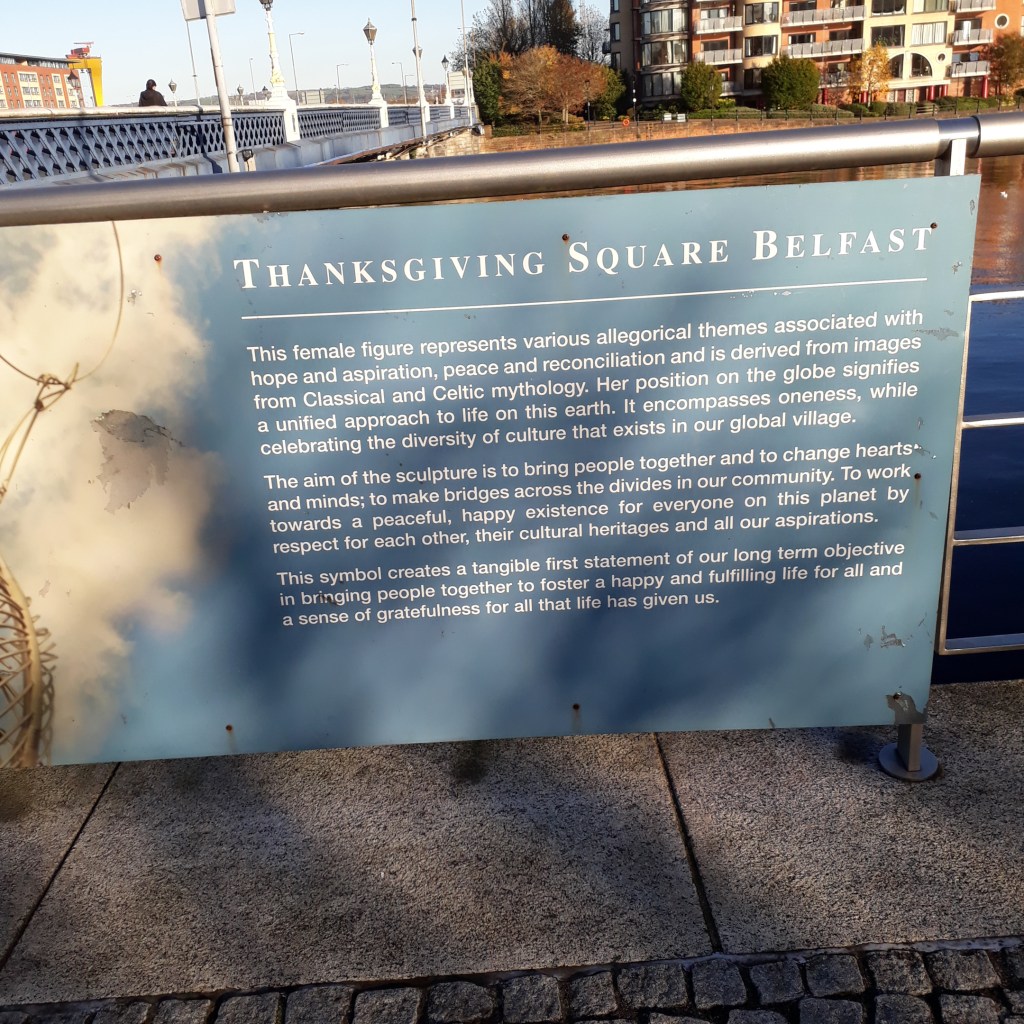 THANKSGIVING SQUARE BELFAST
This female figure represents various allegorical themes associated with
hope and aspiration, peace and reconciliation and is derived from images
from Classical and Celtic mythology. Her position on the globe signifies
a unified approach to life on this earth. It encompasses oneness, while
celebrating the diversity of culture that exists in our global village.
The aim of the sculpture is to bring people together and to change hearts
and minds; to make bridges across the divides in our community. To work
towards a peaceful, happy existence for everyone on this planet by
respect for each other, their cultural heritages and all our aspirations.
This symbol creates a tangible first statement of our long term objective
in bringing people together to foster a happy and fulfilling life for all and
a sense of gratefulness for all that life has given us.